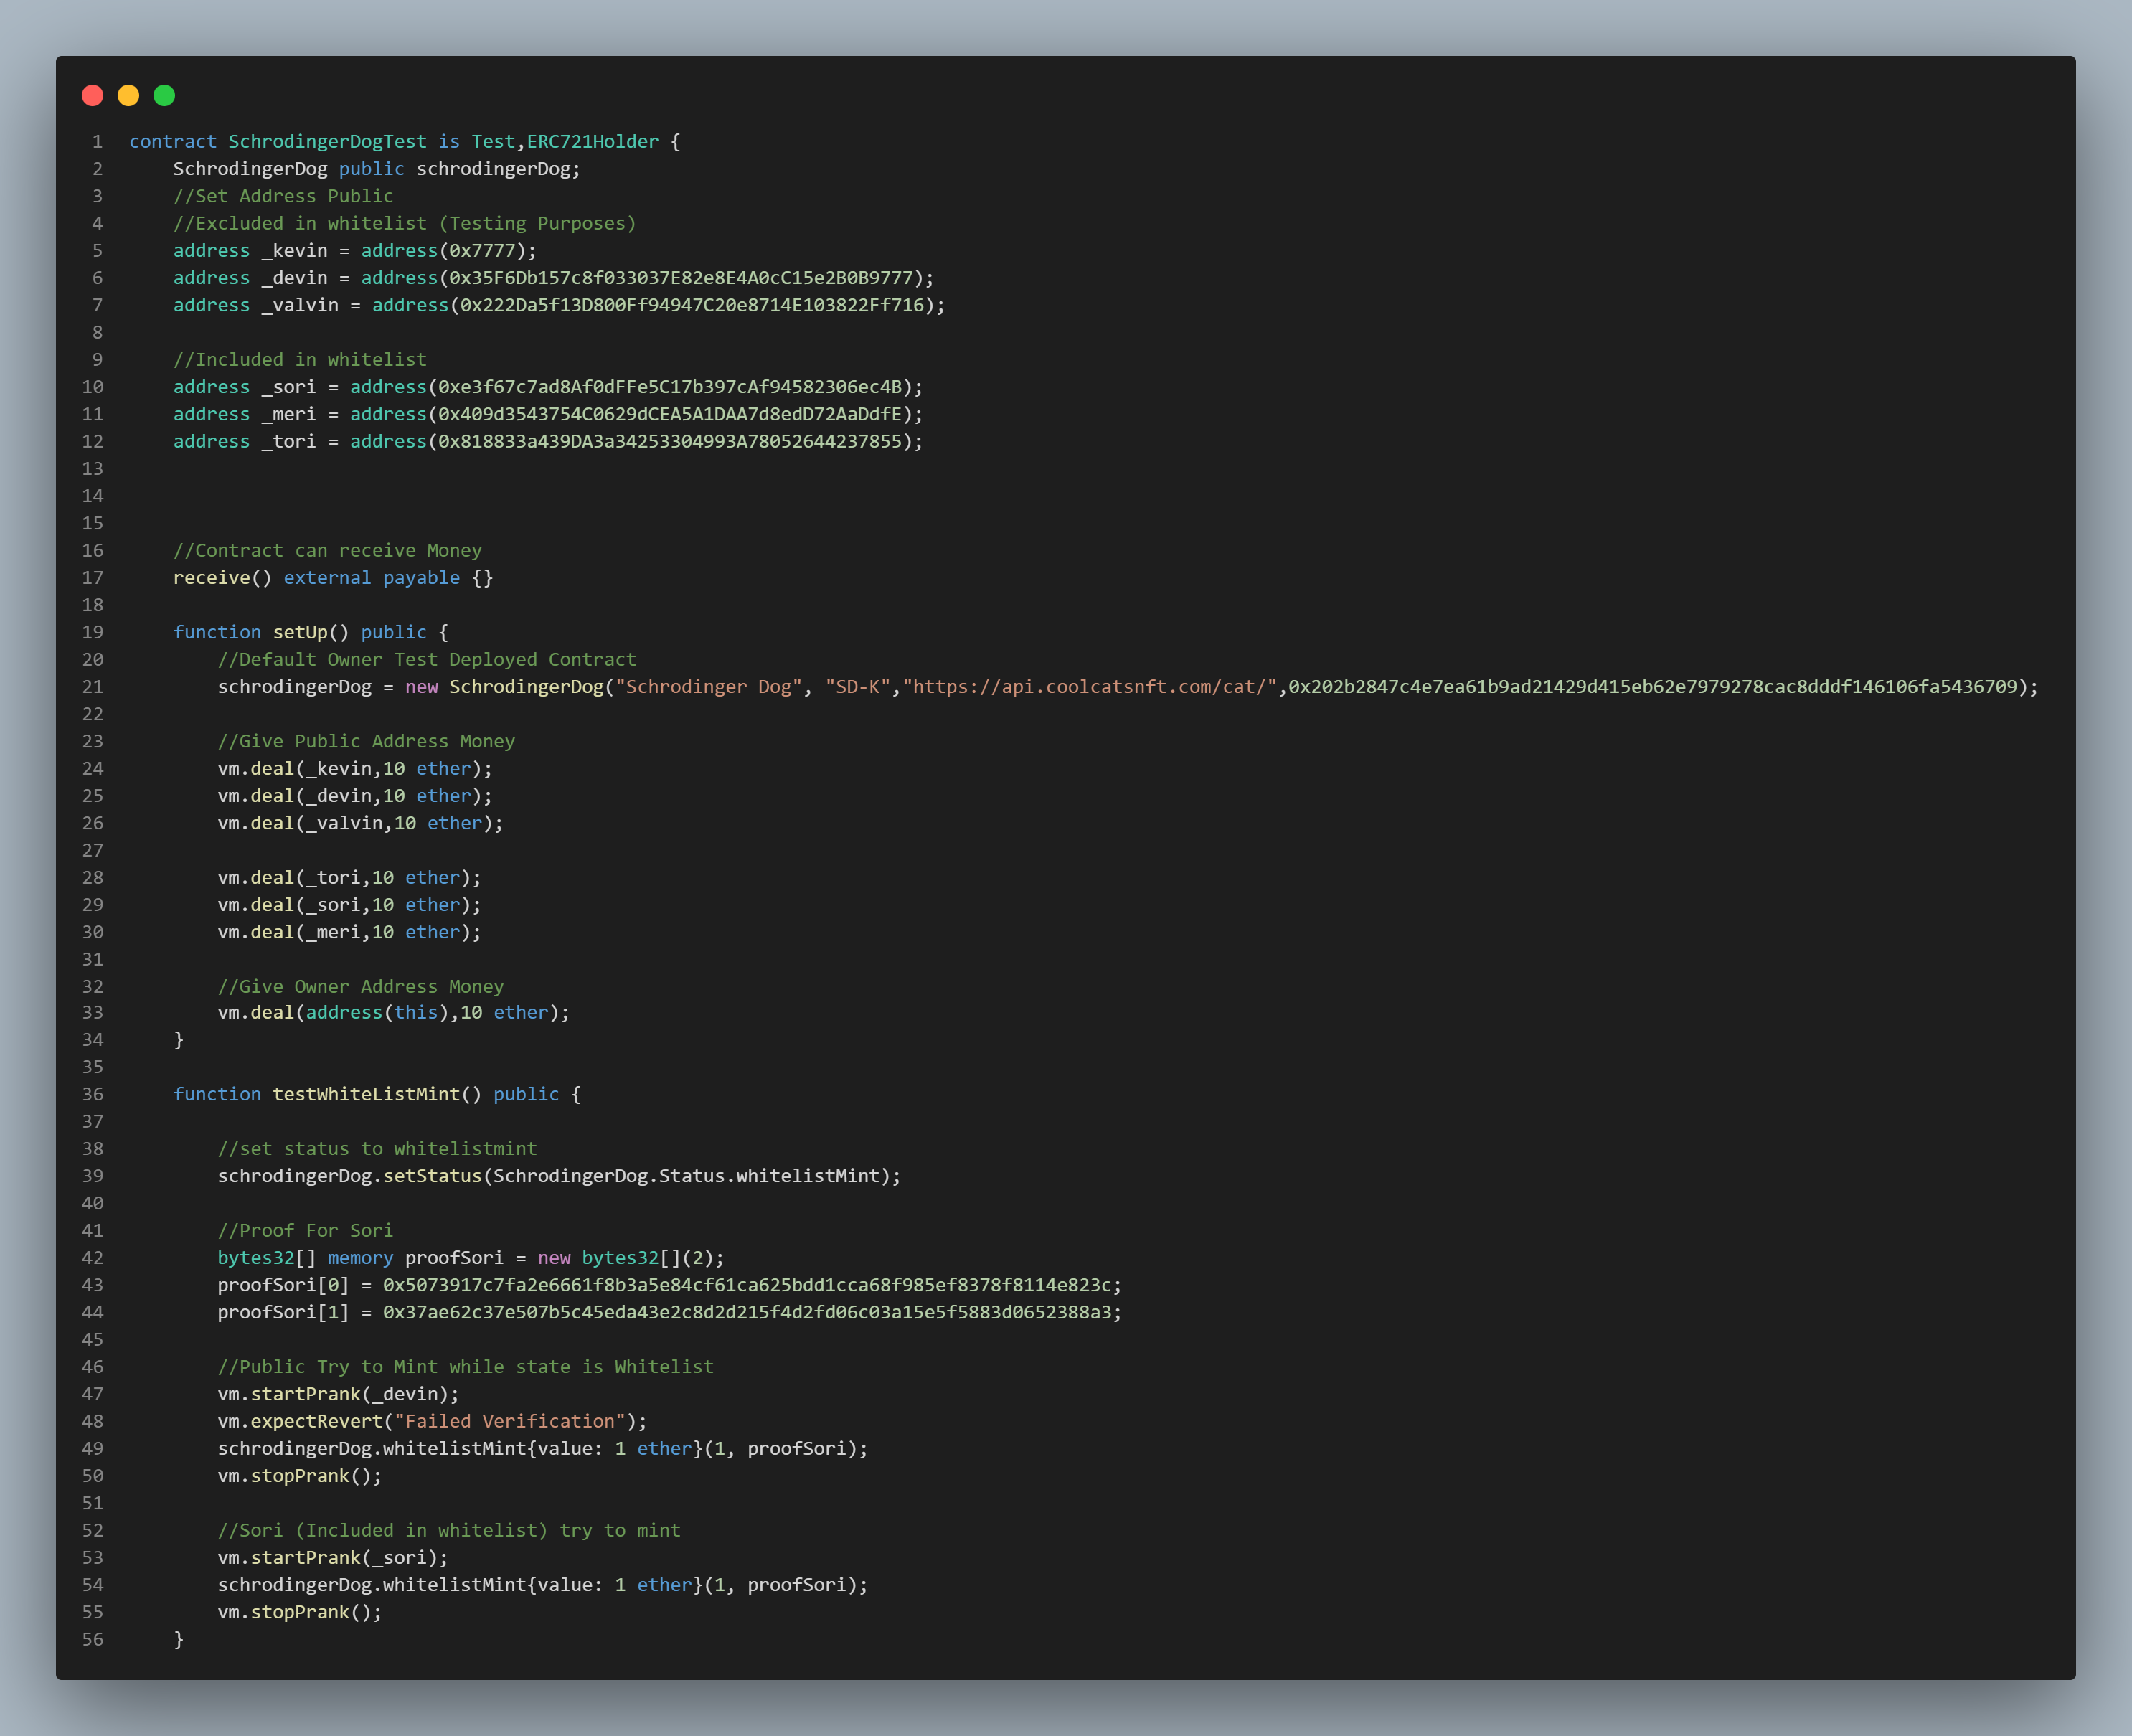 1 contract SchrodingerDogTest is Test,ERC721Holder {
2 SchrodingerDog public schrodingerDog;
3 //Set Address Public
4 //Excluded in whitelist (Testing Purposes)
5 address _kevin = address(0x7777);
6 address _devin = address(0x35F6Db157c8f033037E82e8E4A0cC15e2B0B9777);
7 address _valvin = address(0x222Da5f13D800Ff94947C20e8714E103822Ff716);
8
9 //Included in whitelist
10 address _sori = address(0xe3f67c7ad8Af0dFFe5C17b397cAf94582306ec4B);
11 address _meri = address(0x409d3543754C0629dCEA5A1DAA7d8edD72AaDdfE);
12 address _tori = address(0x818833a439DA3a34253304993A78052644237855);
13
14
15
16 //Contract can receive Money
17 receive() external payable {}
18
19 function setUp() public {
20 //Default Owner Test Deployed Contract
21 schrodingerDog = new SchrodingerDog("Schrodinger Dog", "SD-K","https://api.coolcatsnft.com/cat/",0x202b2847c4e7ea61b9ad21429d415eb62e7979278cac8dddf146106fa5436709);
22
23 //Give Public Address Money
24 vm.deal(_kevin,10 ether);
25 vm.deal(_devin,10 ether);
26 vm.deal(_valvin,10 ether);
27
28 vm.deal(_tori,10 ether);
29 vm.deal(_sori,10 ether);
30 vm.deal(_meri,10 ether);
31
32 //Give Owner Address Money
33 vm.deal(address(this),10 ether);
34 }
35
36 function testWhiteListMint() public {
37
38 //set status to whitelistmint
39 schrodingerDog.setStatus(SchrodingerDog.Status.whitelistMint);
40
41 //Proof For Sori
42 bytes32[] memory proofSori = new bytes32[](2);
43 proofSori[0] = 0x5073917c7fa2e6661f8b3a5e84cf61ca625bdd1cca68f985ef8378f8114e823c;
44 proofSori[1] = 0x37ae62c37e507b5c45eda43e2c8d2d215f4d2fd06c03a15e5f5883d0652388a3;
45
46 //Public Try to Mint while state is Whitelist
47 vm.startPrank(_devin);
48 vm.expectRevert("Failed Verification");
49 schrodingerDog.whitelistMint{value: 1 ether}(1, proofSori);
50 vm.stopPrank();
51
52 //Sori (Included in whitelist) try to mint
53 vm.startPrank(_sori);
54 schrodingerDog.whitelistMint{value: 1 ether}(1, proofSori);
55 vm.stopPrank();
56 }